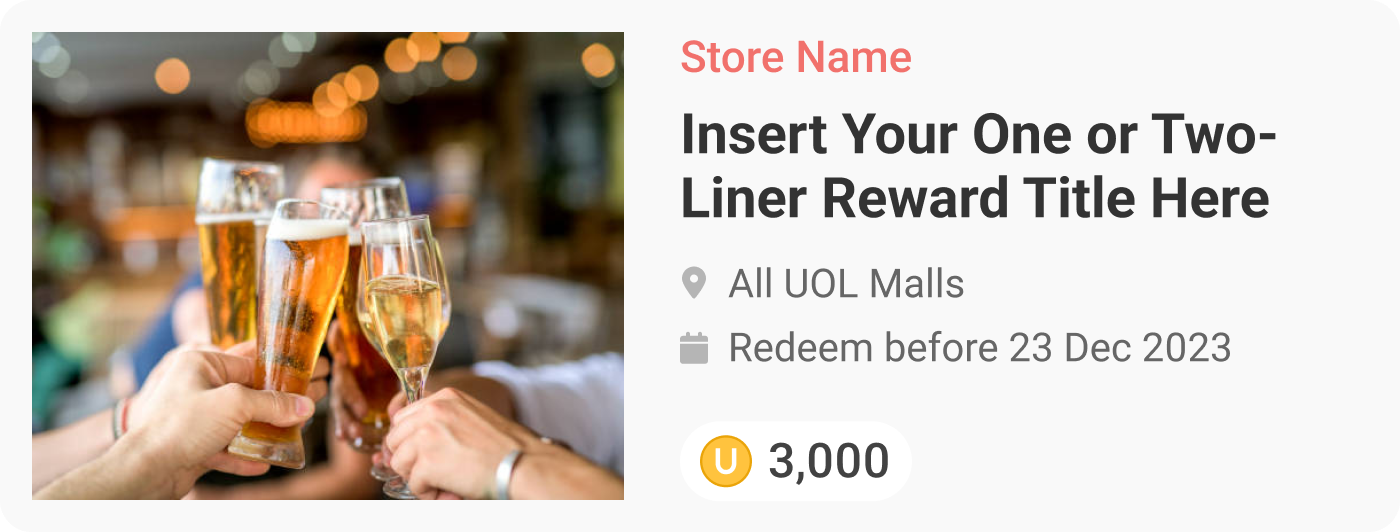 Store Name
Insert Your One or Two-
Liner Reward Title Here
All UOL Malls
Redeem before 23 Dec 2023
U 3,000